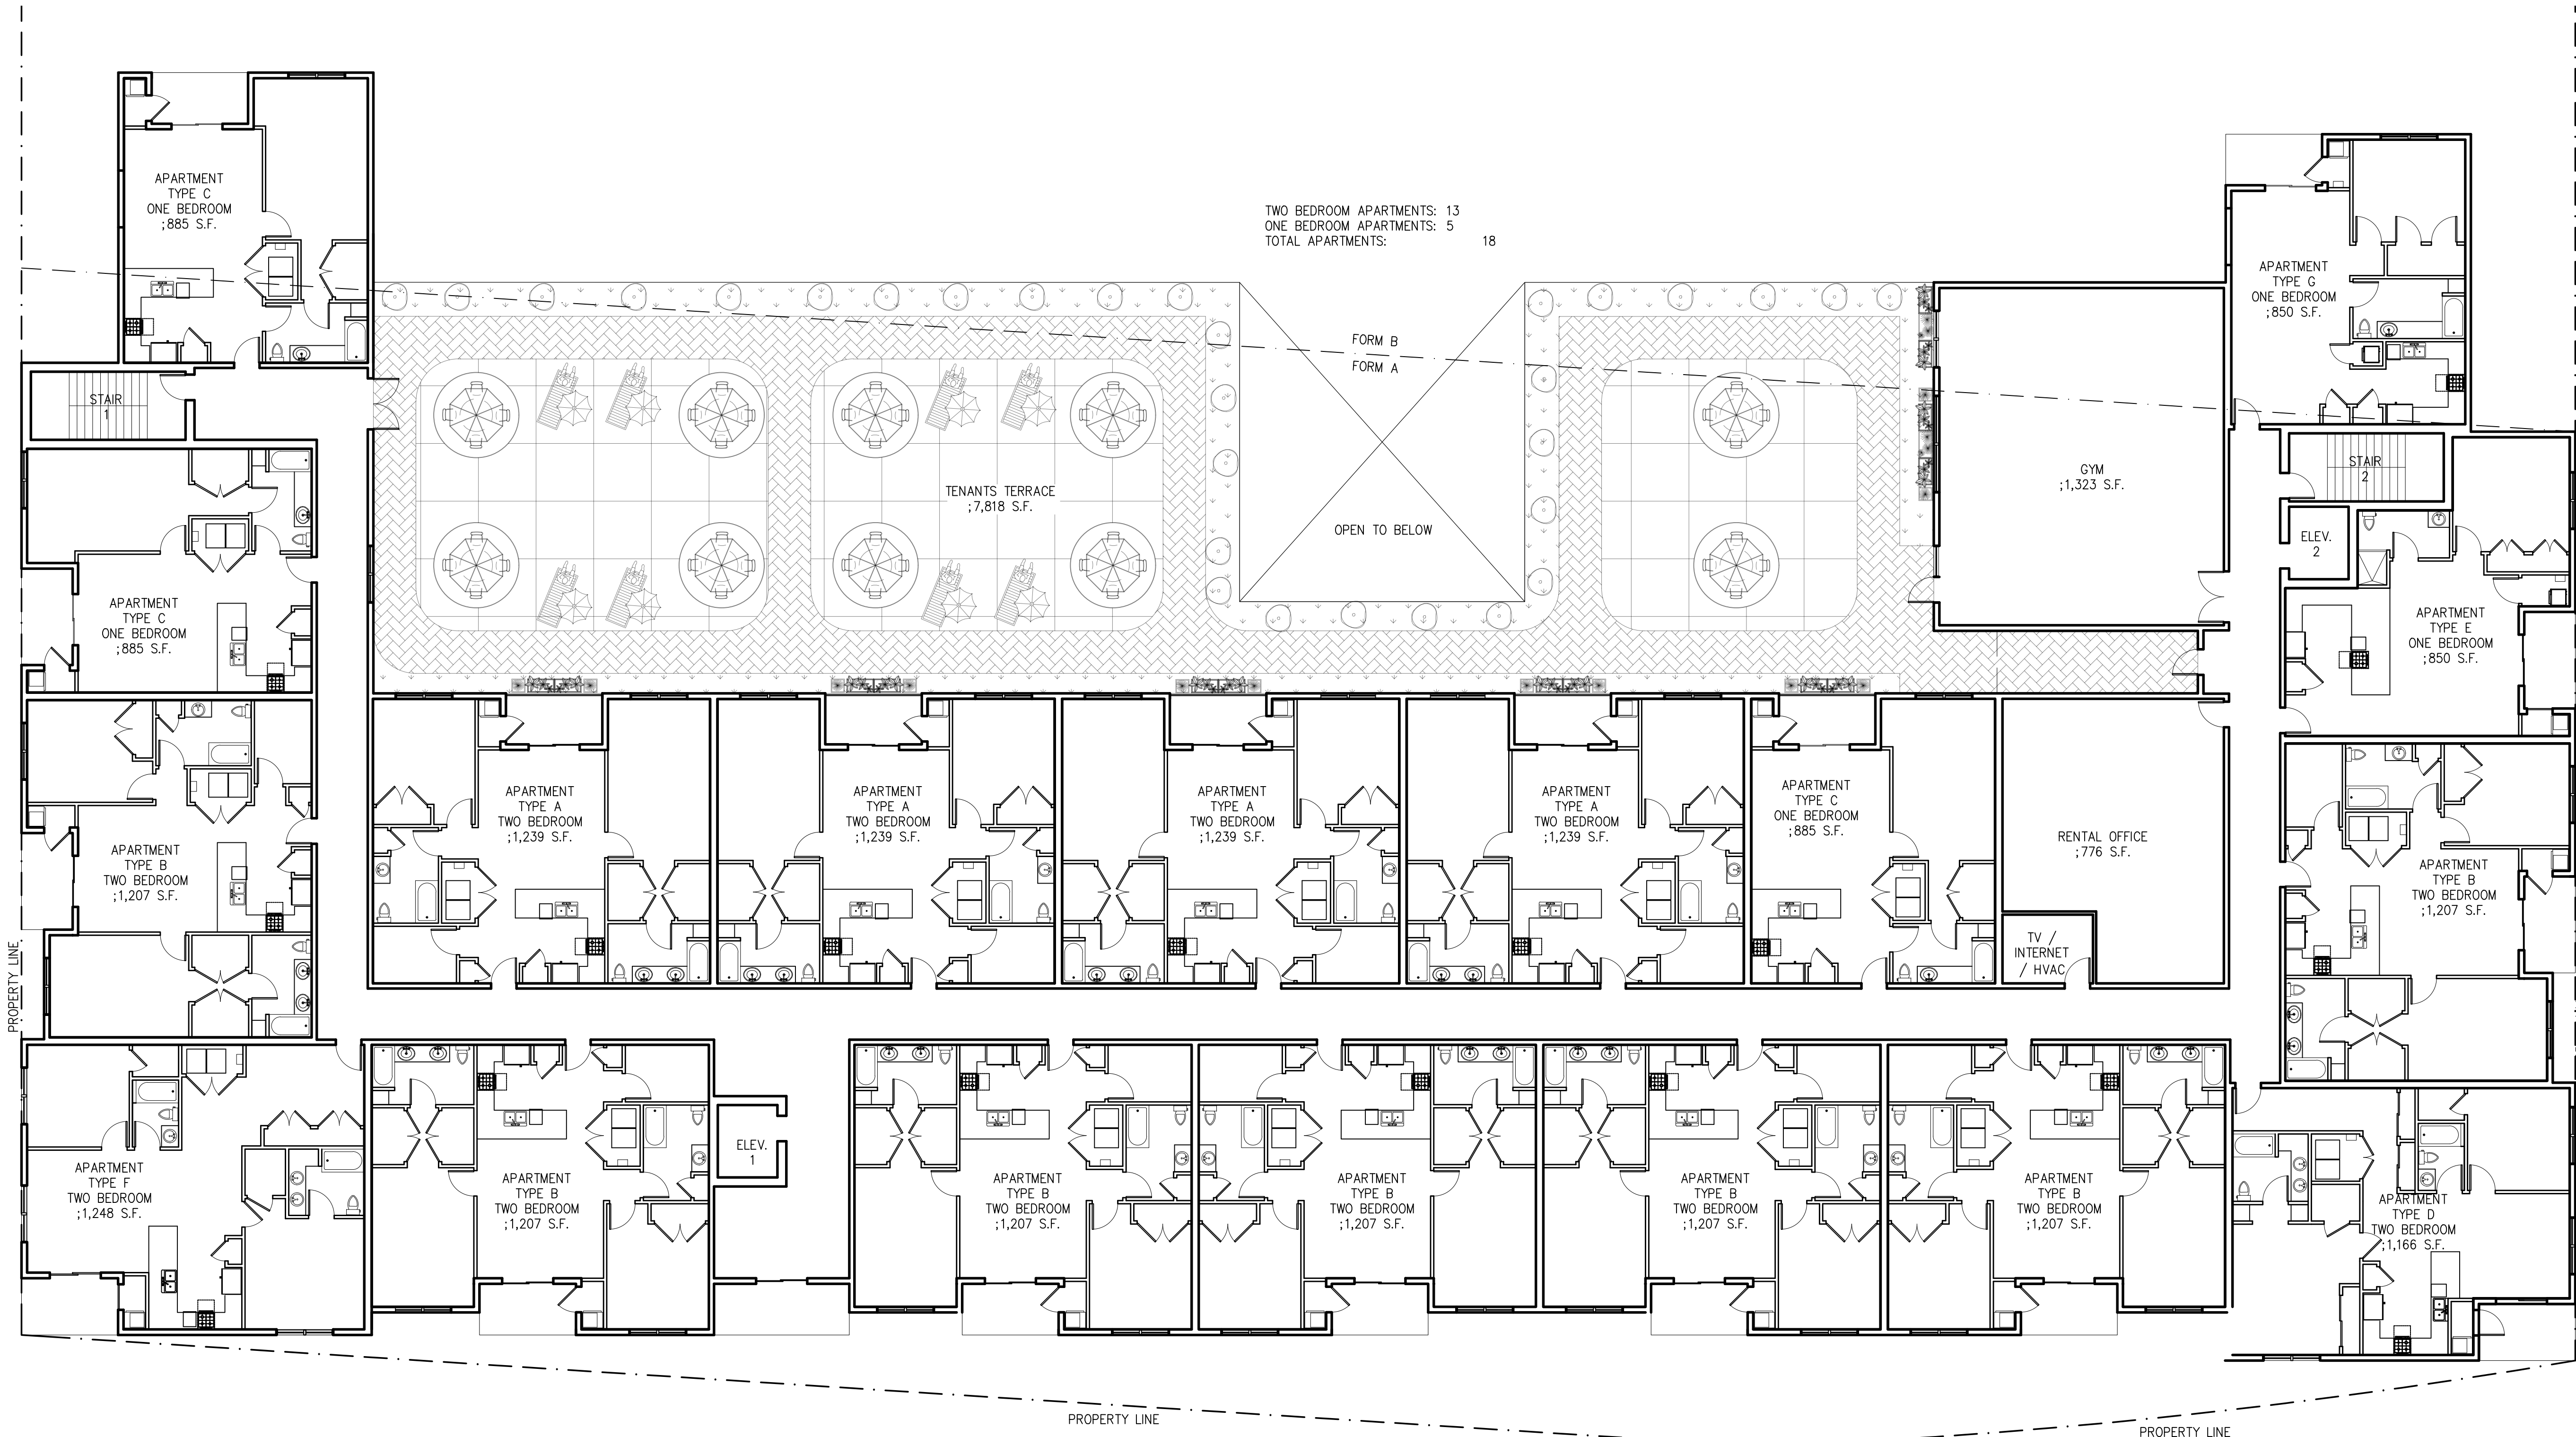 APARTMENT
TYPE C
ONE BEDROOM
;885 S.F.
TWO BEDROOM APARTMENTS: 13
ONE BEDROOM APARTMENTS: 5
TOTAL APARTMENTS: 18
APARTMENT
TYPE G
ONE BEDROOM
;850 S.F.
FORM B
FORM A
STAIR
1
TENANTS TERRACE
;7,818 S.F.
OPEN TO BELOW
GYM
;1,323 S.F.
STAIR
2
ELEV.
2
APARTMENT
TYPE C
ONE BEDROOM
;885 S.F.
APARTMENT
TYPE E
ONE BEDROOM
;850 S.F.
APARTMENT
TYPE B
TWO BEDROOM
;1,207 S.F.
APARTMENT
TYPE A
TWO BEDROOM
;1,239 S.F.
APARTMENT
TYPE A
TWO BEDROOM
;1,239 S.F.
APARTMENT
TYPE A
TWO BEDROOM
;1,239 S.F.
APARTMENT
TYPE A
TWO BEDROOM
;1,239 S.F.
APARTMENT
TYPE C
ONE BEDROOM
;885 S.F.
RENTAL OFFICE
;776 S.F.
APARTMENT
TYPE B
TWO BEDROOM
;1,207 S.F.
TV /
INTERNET
/ HVAC
PROPERTY LINE
APARTMENT
TYPE F
TWO BEDROOM
;1,248 S.F.
APARTMENT
TYPE B
TWO BEDROOM
;1,207 S.F.
ELEV.
1
APARTMENT
TYPE B
TWO BEDROOM
;1,207 S.F.
APARTMENT
TYPE B
TWO BEDROOM
;1,207 S.F.
APARTMENT
TYPE B
TWO BEDROOM
;1,207 S.F.
APARTMENT
TYPE B
TWO BEDROOM
;1,207 S.F.
APARTMENT
TYPE D
TWO BEDROOM
;1,166 S.F.
PROPERTY LINE
PROPERTY LINE